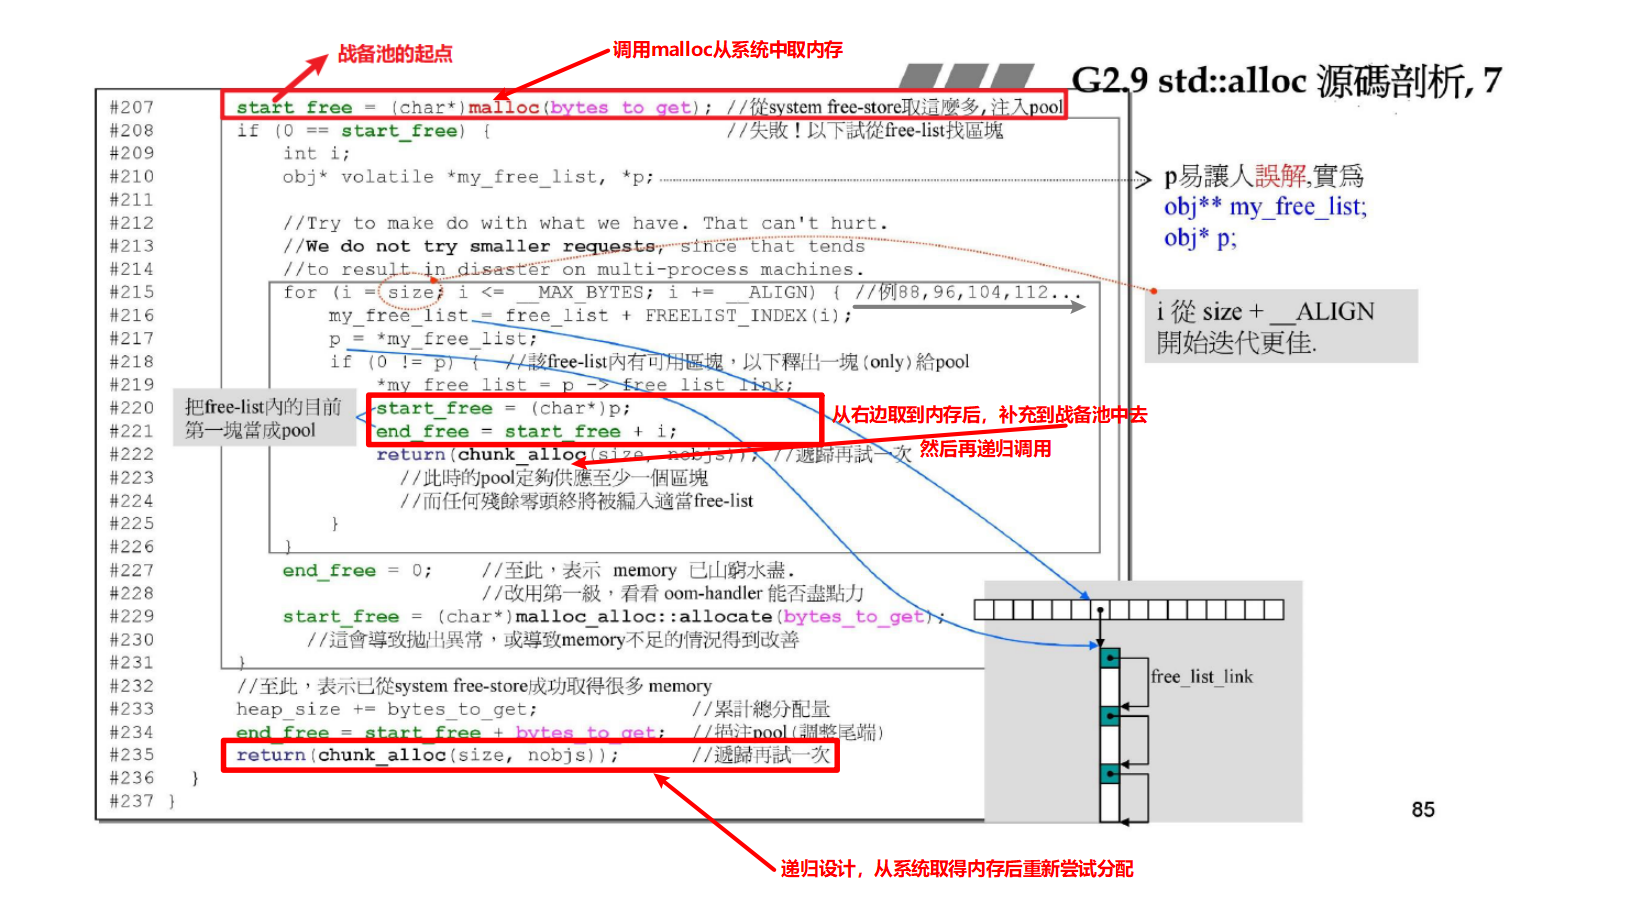 战备池的起点
调用malloc从系统中取内存
G2.9 std::alloc 源碼剖析, 7
#207 start_free = (char*)malloc(bytes_to_get); //從system free-store取這麼多,注入pool
#208 if (0 == start_free) { //失敗！以下試從free-list找區塊
#209 int i;
#210 obj* volatile *my_free_list, *p;
#211
#212 //Try to make do with what we have. That can't hurt.
#213 //We do not try smaller requests, since that tends
#214 //to result in disaster on multi-process machines.
#215 for (i = size; i <= __MAX_BYTES; i += __ALIGN) { //例88,96,104,112...
#216 my_free_list = free_list + FREELIST_INDEX(i);
#217 p = *my_free_list;
#218 if (0 != p) { //該free-list內有可用區塊，以下釋出一塊(only)給pool
#219 *my_free_list = p -> free_list_link;
#220 start_free = (char*)p;
#221 end_free = start_free + i;
#222 return(chunk_alloc(size, nobjs)); //遞歸再試一次
#223 //此時的pool定夠供應至少一個區塊
#224 //而任何殘餘零頭終將被編入適當free-list
#225 }
#226 }
#227 end_free = 0; //至此，表示 memory 已山窮水盡.
#228 //改用第一級，看看 oom-handler 能否盡點力
#229 start_free = (char*)malloc_alloc::allocate(bytes_to_get);
#230 //這會導致拋出異常，或導致memory不足的情況得到改善
#231 }
#232 //至此，表示已從system free-store成功取得很多 memory
#233 heap_size += bytes_to_get; //累計總分配量
#234 end_free = start_free + bytes_to_get; //挹注pool(調整尾端)
#235 return(chunk_alloc(size, nobjs)); //遞歸再試一次
#236 }
#237 }
p易讓人誤解,實爲
obj** my_free_list;
obj* p;
i 從 size + __ALIGN
開始迭代更佳.
把free-list內的目前
第一塊當成pool
从右边取到内存后，补充到战备池中去
然后再递归调用
free_list_link
85
递归设计，从系统取得内存后重新尝试分配